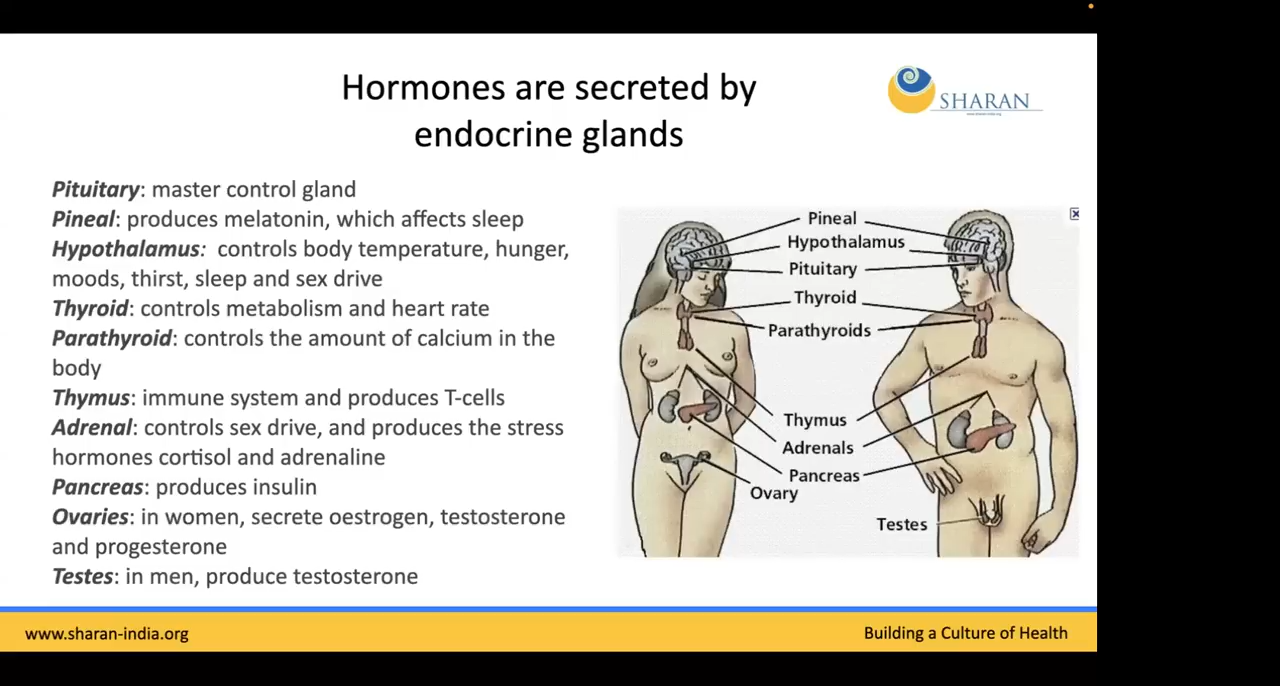 Hormones are secreted by
endocrine glands
SHARAN
www.sharan-india.org
Pituitary: master control gland
Pineal: produces melatonin, which affects sleep
Hypothalamus: controls body temperature, hunger,
moods, thirst, sleep and sex drive
Thyroid: controls metabolism and heart rate
Parathyroid: controls the amount of calcium in the
body
Thymus: immune system and produces T-cells
Adrenal: controls sex drive, and produces the stress
hormones cortisol and adrenaline
Pancreas: produces insulin
Ovaries: in women, secrete oestrogen, testosterone
and progesterone
Testes: in men, produce testosterone
Pineal
Hypothalamus
Pituitary
Thyroid
Parathyroids
Thymus
Adrenals
Pancreas
Ovary
Testes
www.sharan-india.org
Building a Culture of Health